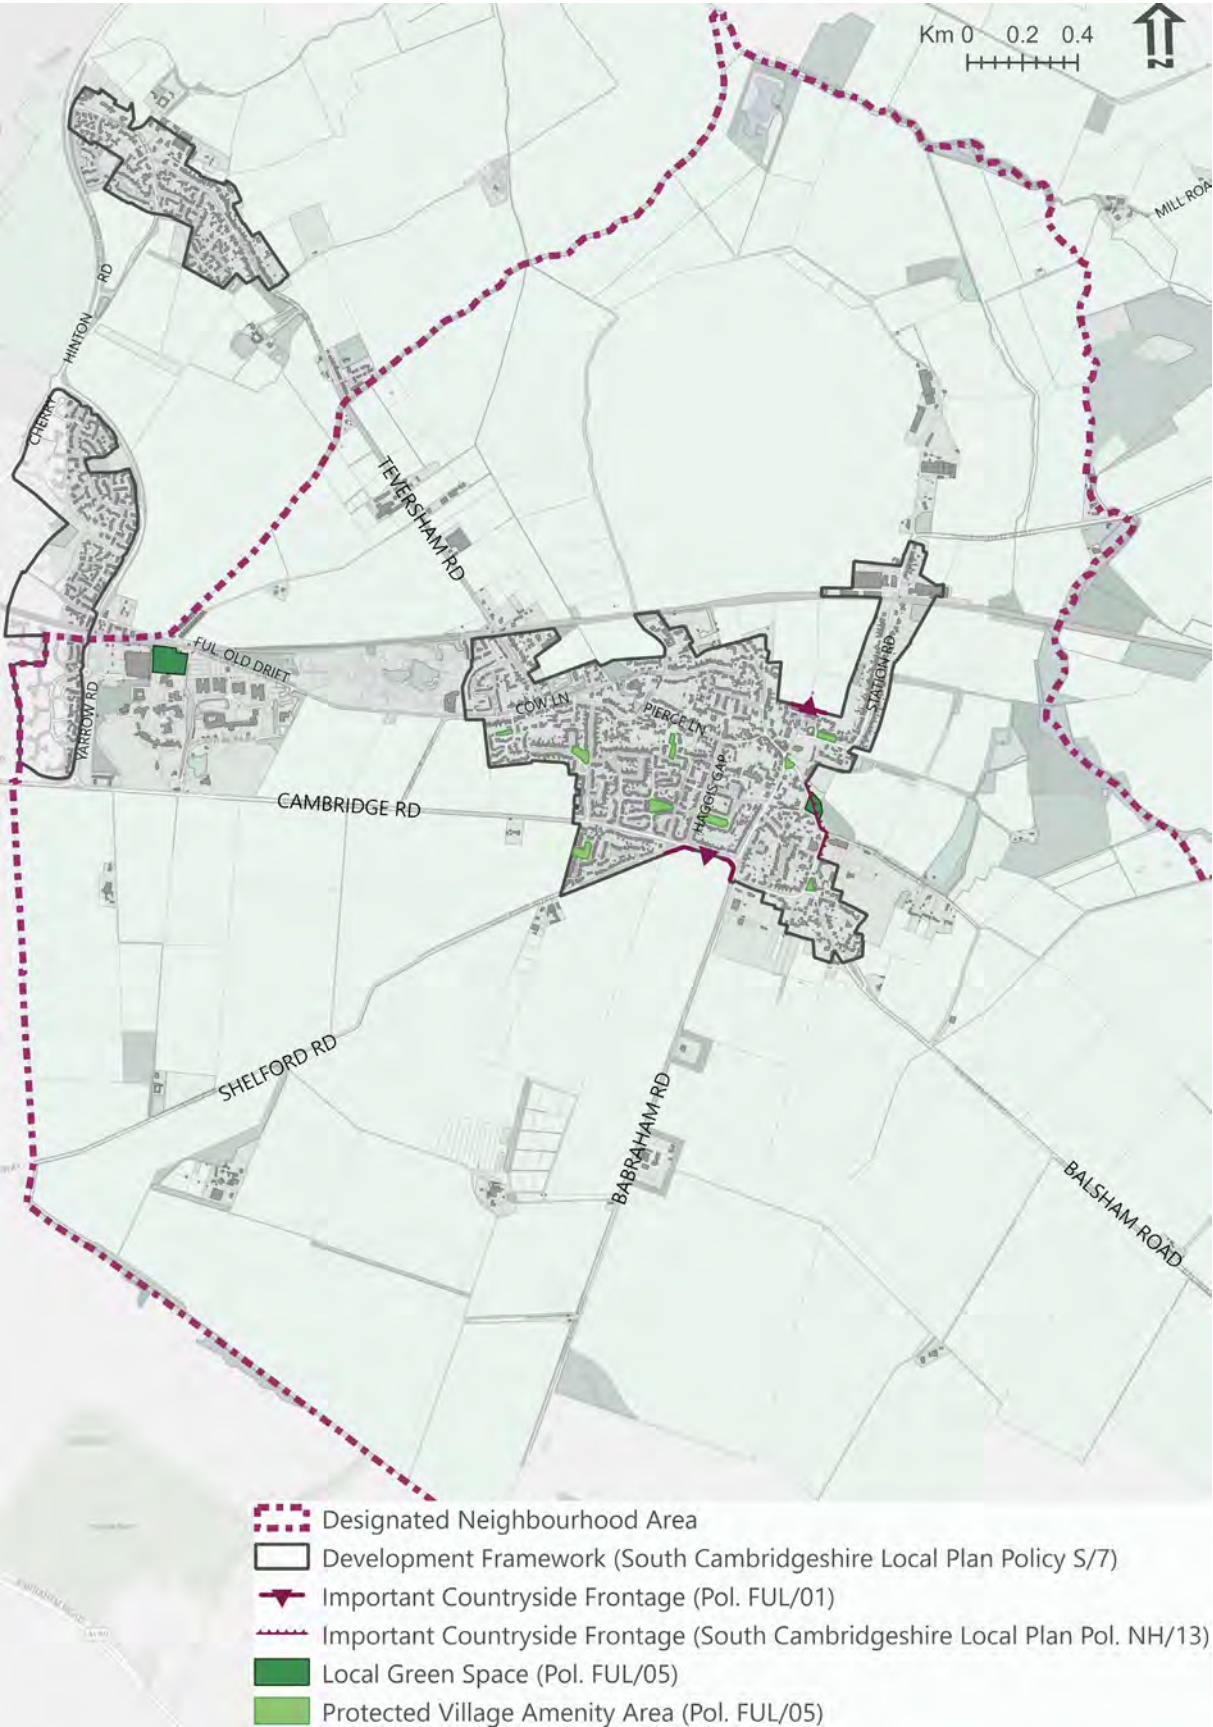 Km 0 0.2 0.4
N
MILL ROA
CHERRY HINTON RD
TEVERSHAM RD
FUL. OLD DRIFT
YARROW RD
COW LN
PIERCE LN
STATION RD
HAGGIS GAP
CAMBRIDGE RD
SHELFORD RD
BABRAHAM RD
BALSHAM ROAD
Designated Neighbourhood Area
Development Framework (South Cambridgeshire Local Plan Policy S/7)
Important Countryside Frontage (Pol. FUL/01)
Important Countryside Frontage (South Cambridgeshire Local Plan Pol. NH/13)
Local Green Space (Pol. FUL/05)
Protected Village Amenity Area (Pol. FUL/05)